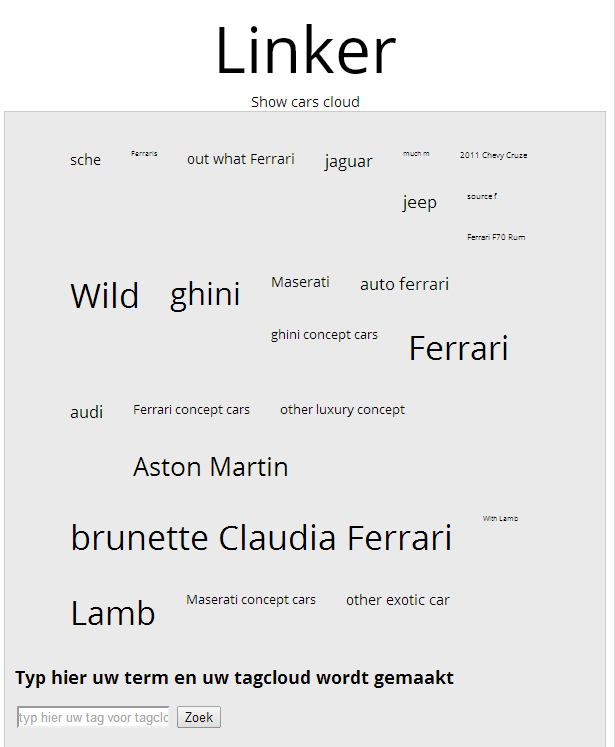 Linker
Show cars cloud
sche Ferraris out what Ferrari jaguar much m 2011 Chevy Cruze
jeep source f
Ferrari F70 Rum
Wild ghini Maserati auto ferrari
ghini concept cars Ferrari
audi Ferrari concept cars other luxury concept
Aston Martin
brunette Claudia Ferrari With Lamb
Lamb Maserati concept cars other exotic car
Typ hier uw term en uw tagcloud wordt gemaakt
typ hier uw tag voor tagclo Zoek